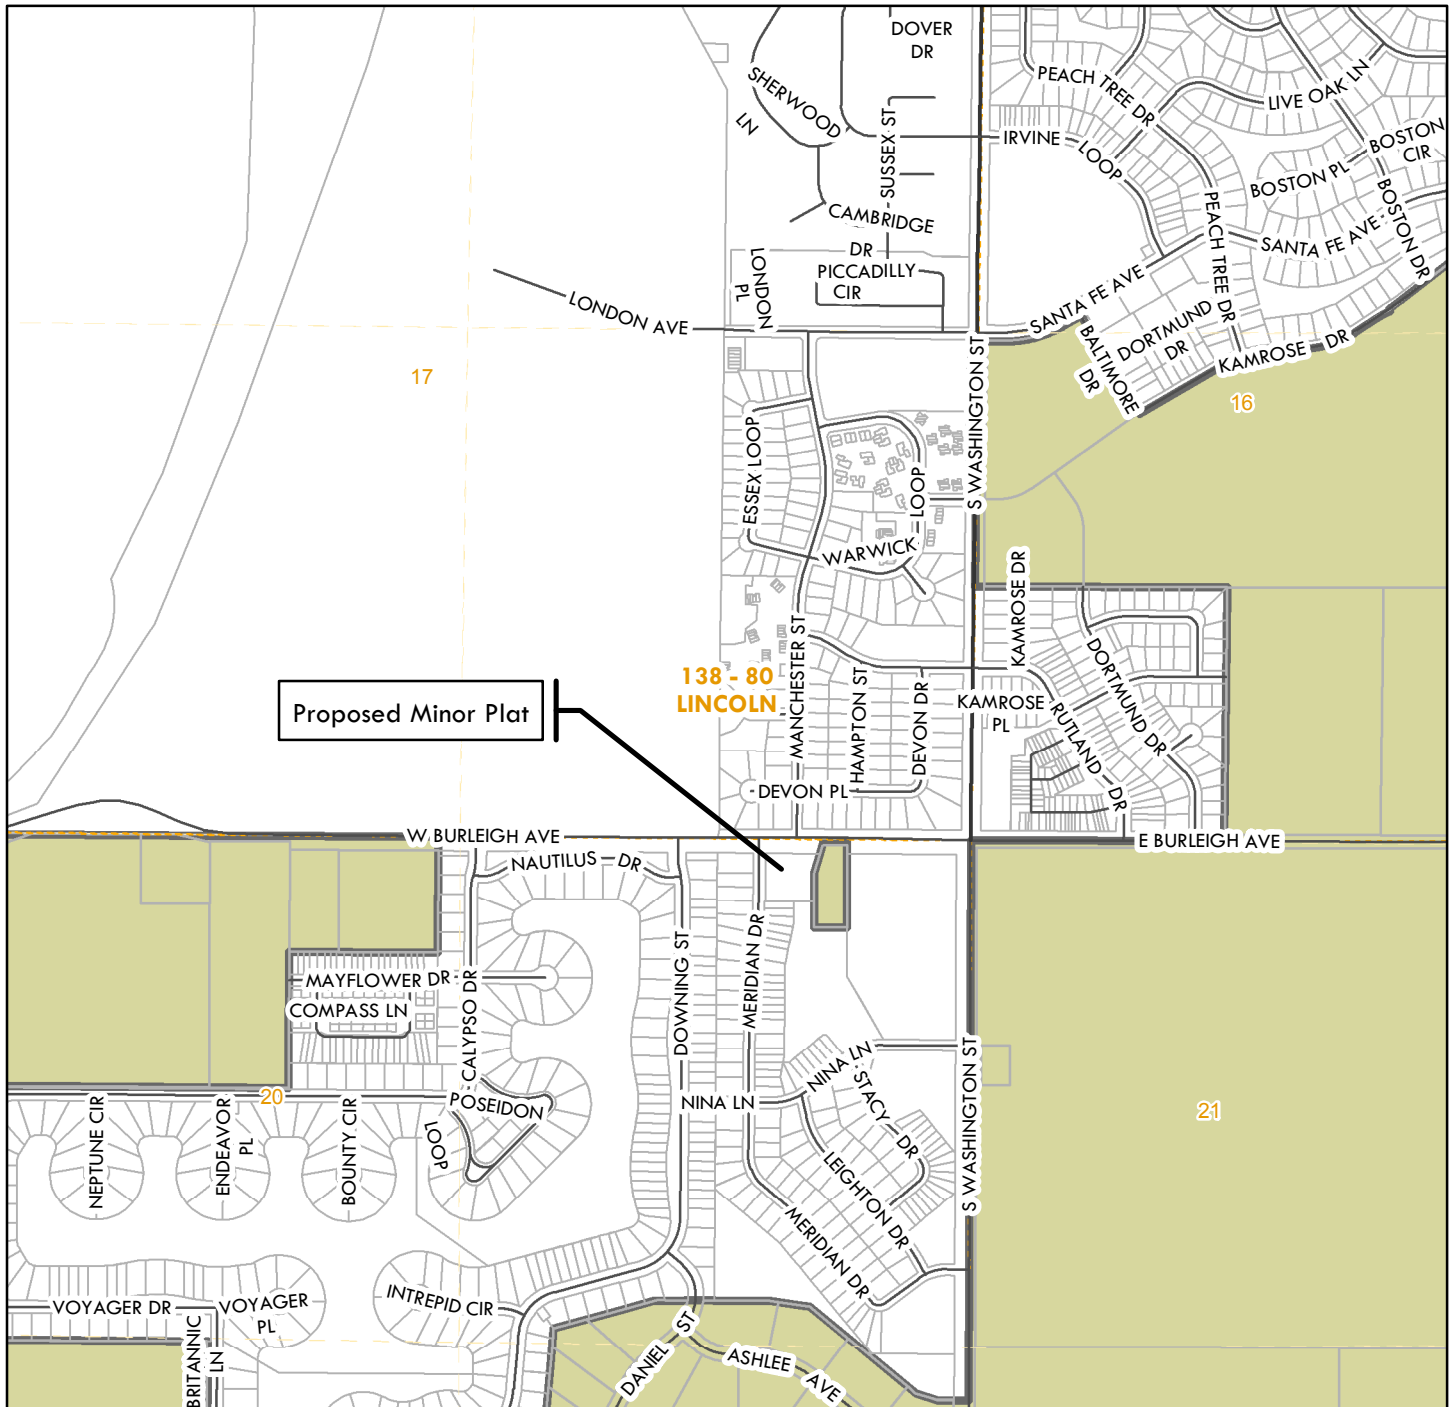 DOVER
DR
SHERWOOD
LN
SUSSEX ST
PEACH TREE DR
LIVE OAK LN
IRVINE
LOOP
BOSTON
CIR
BOSTON PL
BOSTON DR
CAMBRIDGE
DR
PEACH TREE DR
SANTA FE AVE
LONDON
PL
PICCADILLY
CIR
LONDON AVE
SANTA FE AVE
DORTMUND
DR
BALTIMORE
DR
KAMROSE DR
17
16
S WASHINGTON ST
ESSEX LOOP
LOOP
WARWICK
KAMROSE DR
MANCHESTER ST
DORTMUND DR
138 - 80
LINCOLN
HAMPTON ST
DEVON DR
KAMROSE
PL
RUTLAND DR
Proposed Minor Plat
DEVON PL
W BURLEIGH AVE
E BURLEIGH AVE
NAUTILUS DR
DOWNING ST
MERIDIAN DR
MAYFLOWER DR
COMPASS LN
CALYPSO DR
NINA LN
STACY DR
S WASHINGTON ST
20
POSEIDON
LOOP
NINA LN
21
NEPTUNE CIR
ENDEAVOR
PL
BOUNTY CIR
LEIGHTON DR
MERIDIAN DR
VOYAGER DR
VOYAGER
PL
INTREPID CIR
BRITANNIC
LN
DANIEL ST
ASHLEE AVE